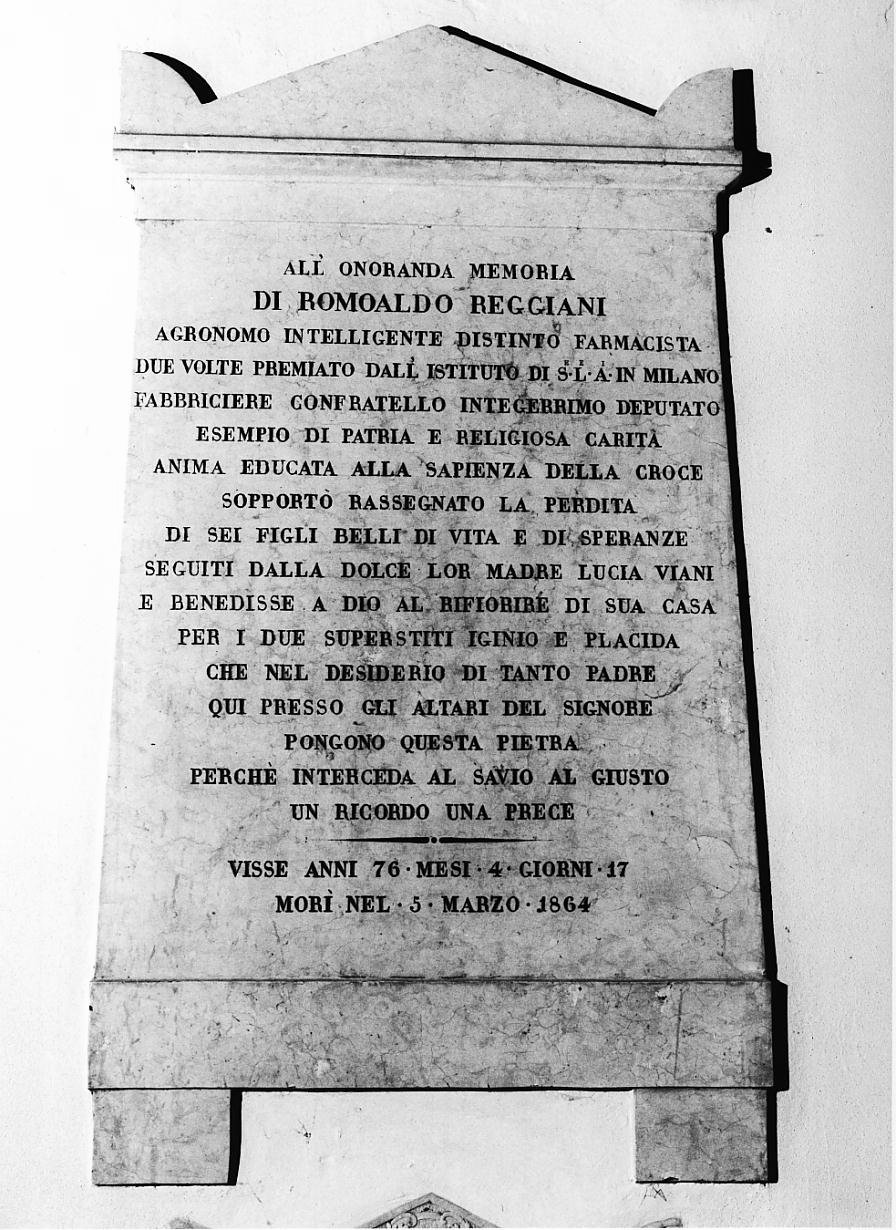 ALL' ONORANDA MEMORIA
DI ROMOALDO REGGIANI
AGRONOMO INTELLIGENTE DISTINTO FARMACISTA
DUE VOLTE PREMIATO DALL' ISTITUTO DI S.E L.E A.I IN MILANO
FABBRICIERE CONFRATELLO INTEGERRIMO DEPUTATO
ESEMPIO DI PATRIA E RELIGIOSA CARITÀ
ANIMA EDUCATA ALLA SAPIENZA DELLA CROCE
SOPPORTÒ RASSEGNATO LA PERDITA
DI SEI FIGLI BELLI DI VITA E DI SPERANZE
SEGUITI DALLA DOLCE LOR MADRE LUCIA VIANI
E BENEDISSE A DIO AL RIFIORIRE DI SUA CASA
PER I DUE SUPERSTITI IGINIO E PLACIDA
CHE NEL DESIDERIO DI TANTO PADRE
QUI PRESSO GLI ALTARI DEL SIGNORE
PONGONO QUESTA PIETRA
PERCHÈ INTERCEDA AL SAVIO AL GIUSTO
UN RICORDO UNA PRECE
VISSE ANNI 76 · MESI · 4 · GIORNI · 17
MORÌ NEL · 5 · MARZO · 1864